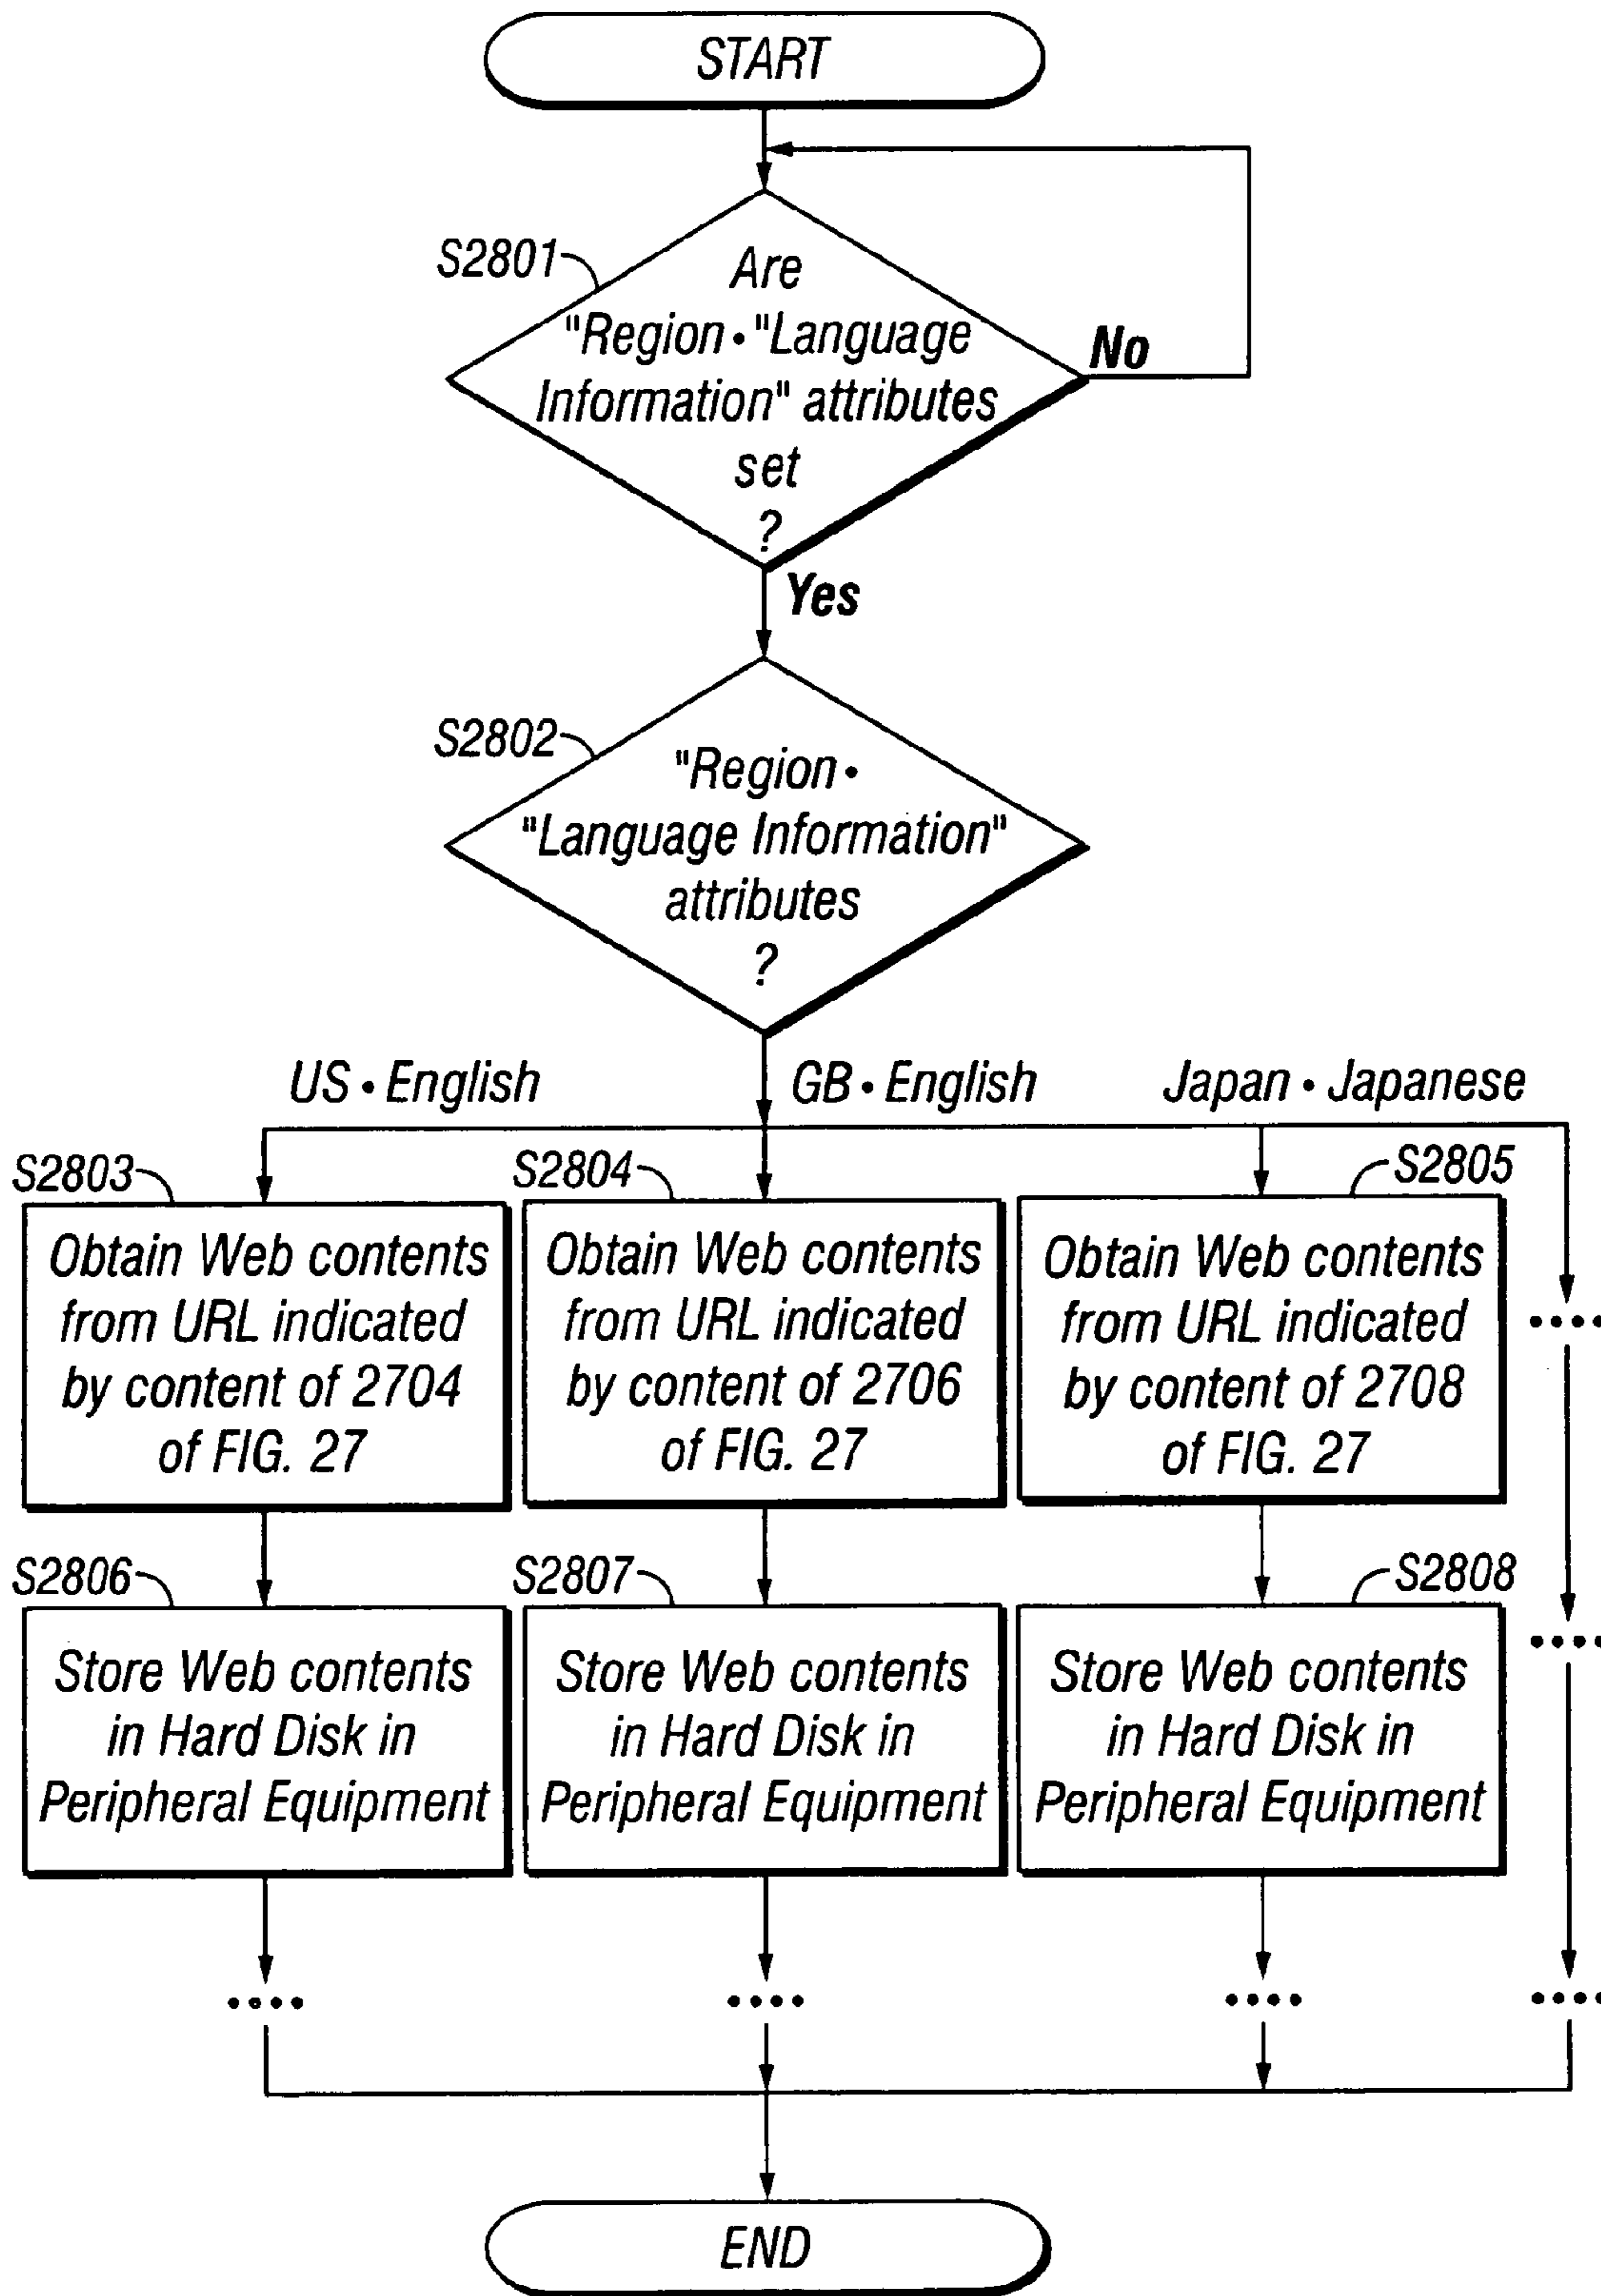 START
S2801
Are
"Region•"Language
Information" attributes
set
?
No
Yes
S2802
"Region•
"Language Information"
attributes
?
US•English
GB•English
Japan•Japanese
S2803
Obtain Web contents
from URL indicated
by content of 2704
of FIG. 27
S2804
Obtain Web contents
from URL indicated
by content of 2706
of FIG. 27
S2805
Obtain Web contents
from URL indicated
by content of 2708
of FIG. 27
••••
S2806
Store Web contents
in Hard Disk in
Peripheral Equipment
S2807
Store Web contents
in Hard Disk in
Peripheral Equipment
S2808
Store Web contents
in Hard Disk in
Peripheral Equipment
••••
••••
••••
••••
••••
END